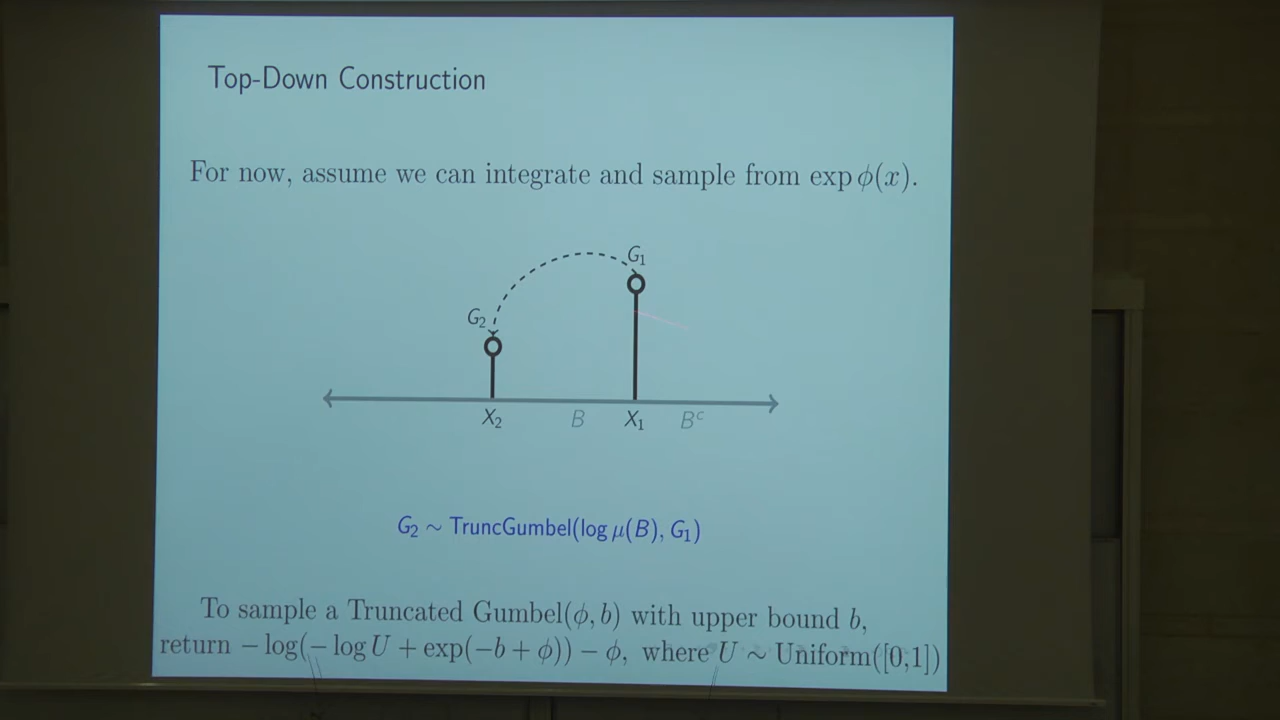 Top-Down Construction
For now, assume we can integrate and sample from exp ϕ(x).
G₁
G₂
X₂ B X₁ Bᶜ
G₂ ∼ TruncGumbel(log μ(B), G₁)
To sample a Truncated Gumbel(ϕ, b) with upper bound b,
return − log(− log U + exp(−b + ϕ)) − ϕ, where U ∼ Uniform([0;1])